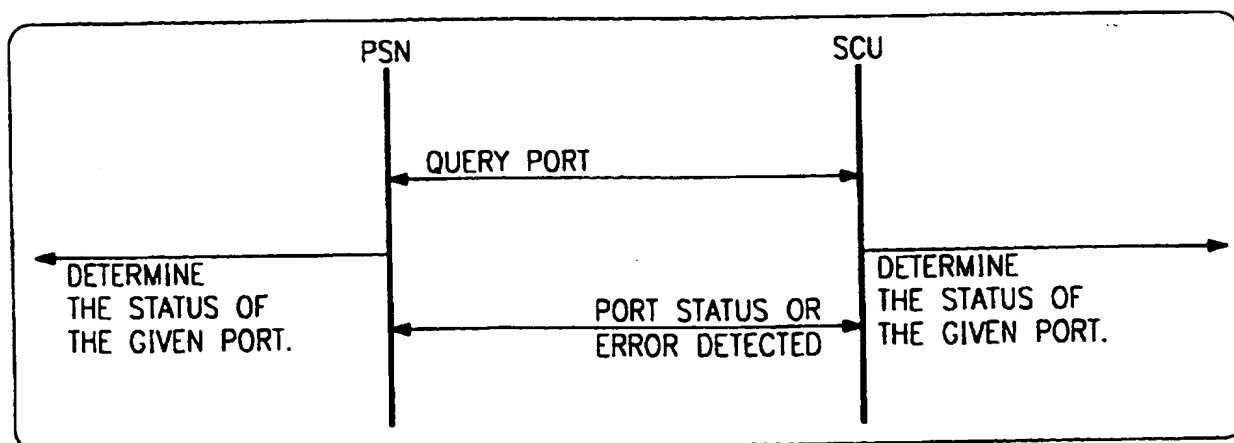 PSN
SCU
QUERY PORT
DETERMINE
THE STATUS OF
THE GIVEN PORT.
DETERMINE
THE STATUS OF
THE GIVEN PORT.
PORT STATUS OR
ERROR DETECTED